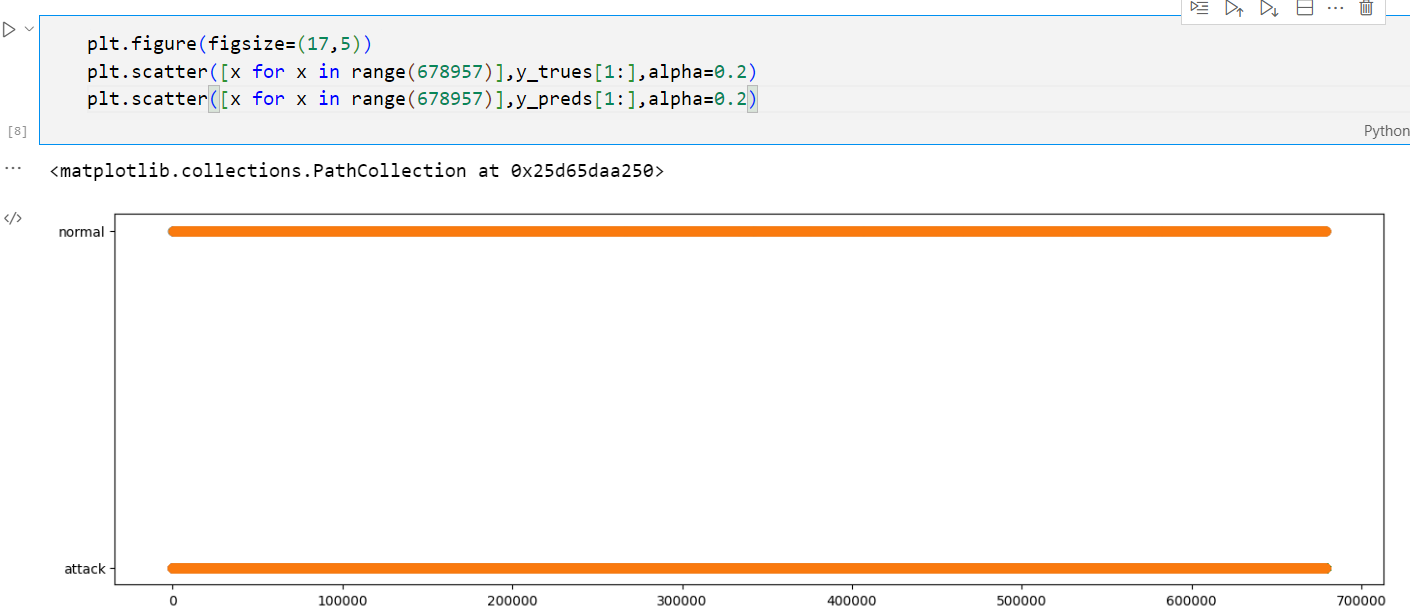 plt.figure(figsize=(17,5))
plt.scatter([x for x in range(678957)],y_trues[1:],alpha=0.2)
plt.scatter([x for x in range(678957)],y_preds[1:],alpha=0.2)
[8]
Python
<matplotlib.collections.PathCollection at 0x25d65daa250>
normal
attack
0 100000 200000 300000 400000 500000 600000 700000